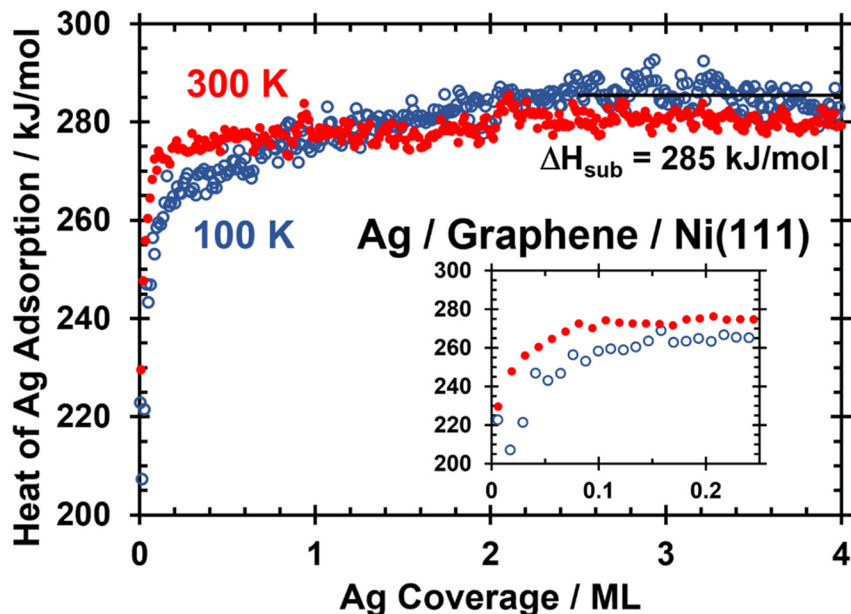 Heat of Ag Adsorption / kJ/mol
300
280
260
240
220
200
300 K
100 K
ΔHsub = 285 kJ/mol
Ag / Graphene / Ni(111)
300
280
260
240
220
200
0 0.1 0.2
0 1 2 3 4
Ag Coverage / ML